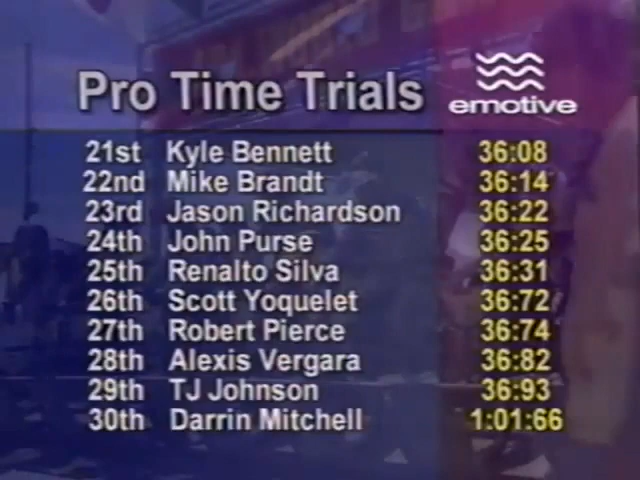 Pro Time Trials emotive
21st Kyle Bennett 36:08
22nd Mike Brandt 36:14
23rd Jason Richardson 36:22
24th John Purse 36:25
25th Renalto Silva 36:31
26th Scott Yoquelet 36:72
27th Robert Pierce 36:74
28th Alexis Vergara 36:82
29th TJ Johnson 36:93
30th Darrin Mitchell 1:01:66